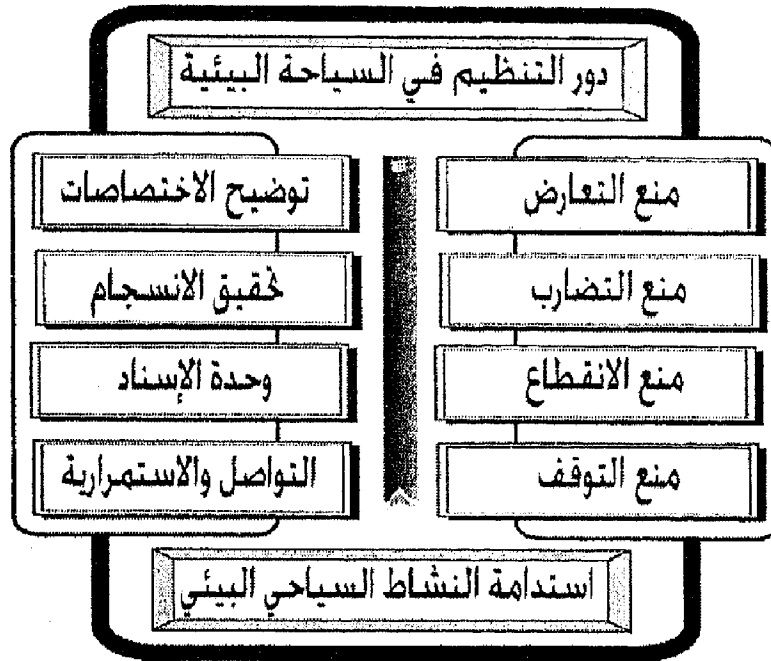 دور التنظيم في السياحة البيئية
منع التعارض
توضيح الاختصاصات
منع التضارب
تحقيق الانسجام
منع الانقطاع
وحدة الإسناد
منع التوقف
التواصل والاستمرارية
استدامة النشاط السياحي البيئي